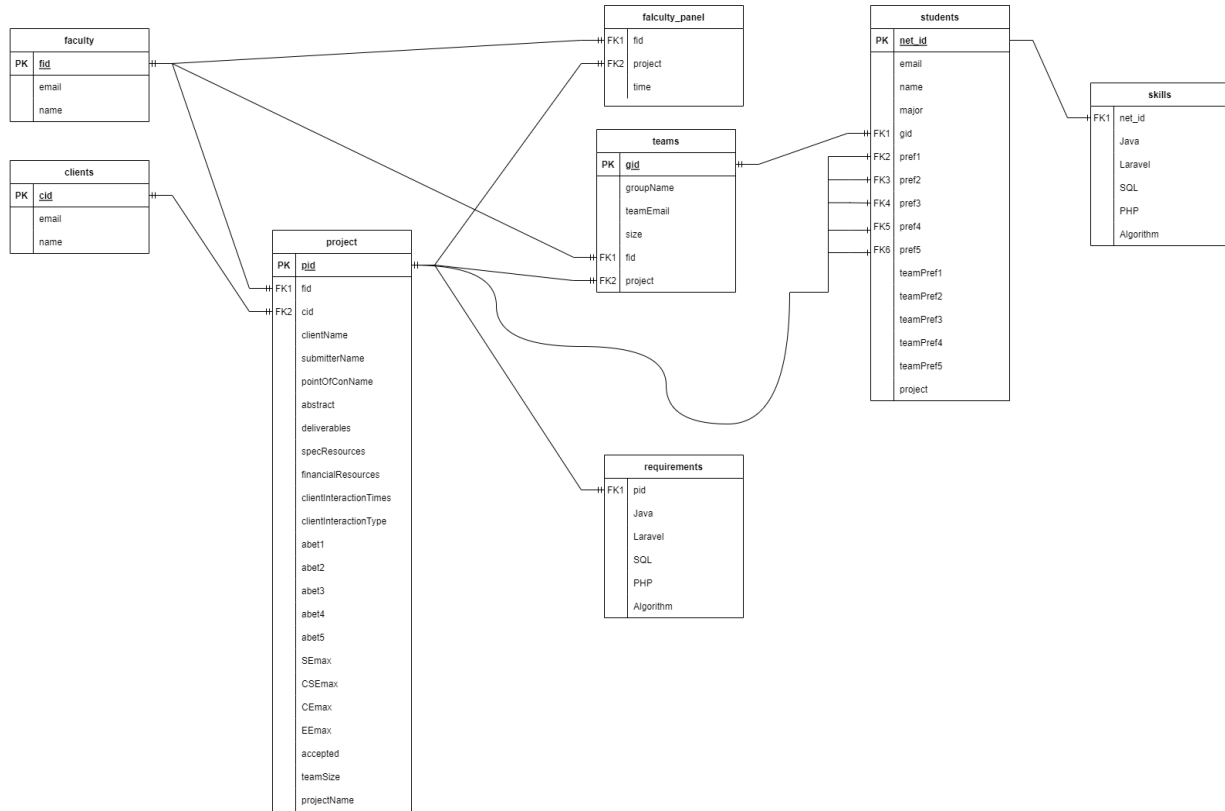 faculty
PK fid
email
name
clients
PK cid
email
name
project
PK pid
FK1 fid
FK2 cid
clientName
submitterName
pointOfConName
abstract
deliverables
specResources
financialResources
clientInteractionTimes
clientInteractionType
abet1
abet2
abet3
abet4
abet5
SEmax
CSEmax
CEmax
EEmax
accepted
teamSize
projectName
falculty_panel
FK1 fid
FK2 project
time
teams
PK gid
groupName
teamEmail
size
FK1 fid
FK2 project
requirements
FK1 pid
Java
Laravel
SQL
PHP
Algorithm
students
PK net_id
email
name
major
FK1 gid
FK2 pref1
FK3 pref2
FK4 pref3
FK5 pref4
FK6 pref5
teamPref1
teamPref2
teamPref3
teamPref4
teamPref5
project
skills
FK1 net_id
Java
Laravel
SQL
PHP
Algorithm